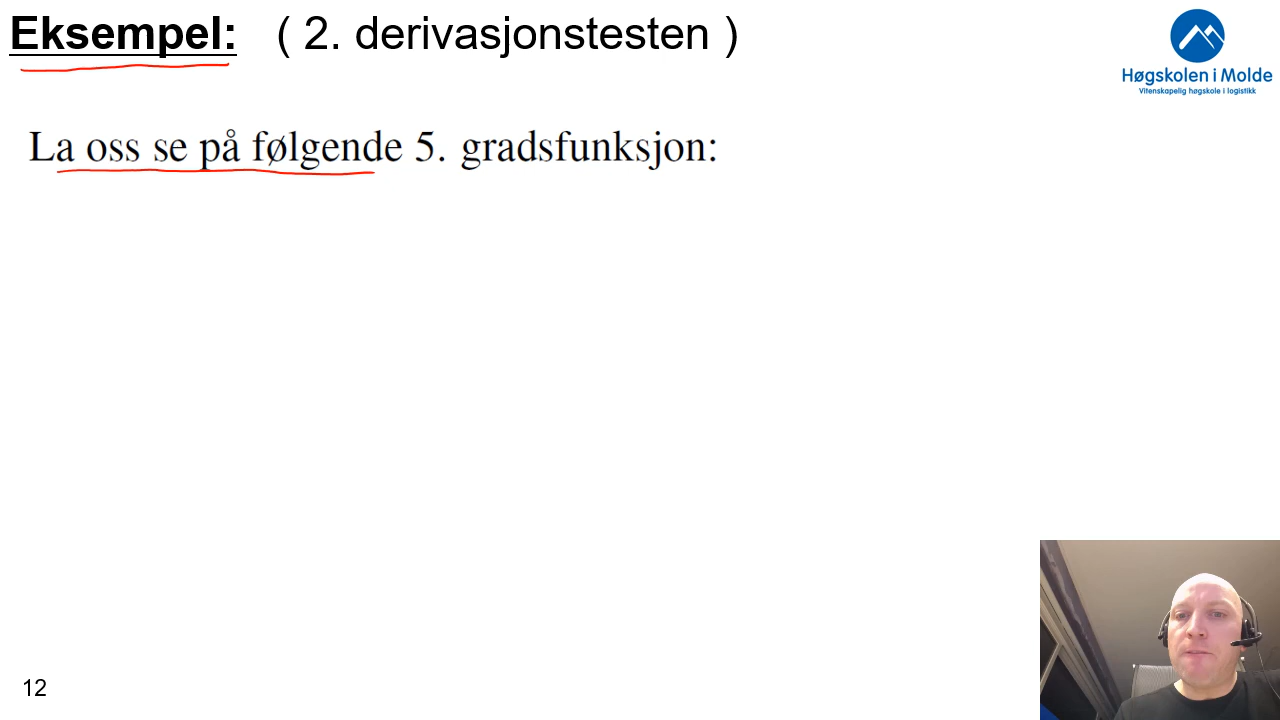 Eksempel: ( 2. derivasjonstesten )
Høgskolen i Molde
Vitenskapelig høgskole i logistikk
La oss se på følgende 5. gradsfunksjon:
12